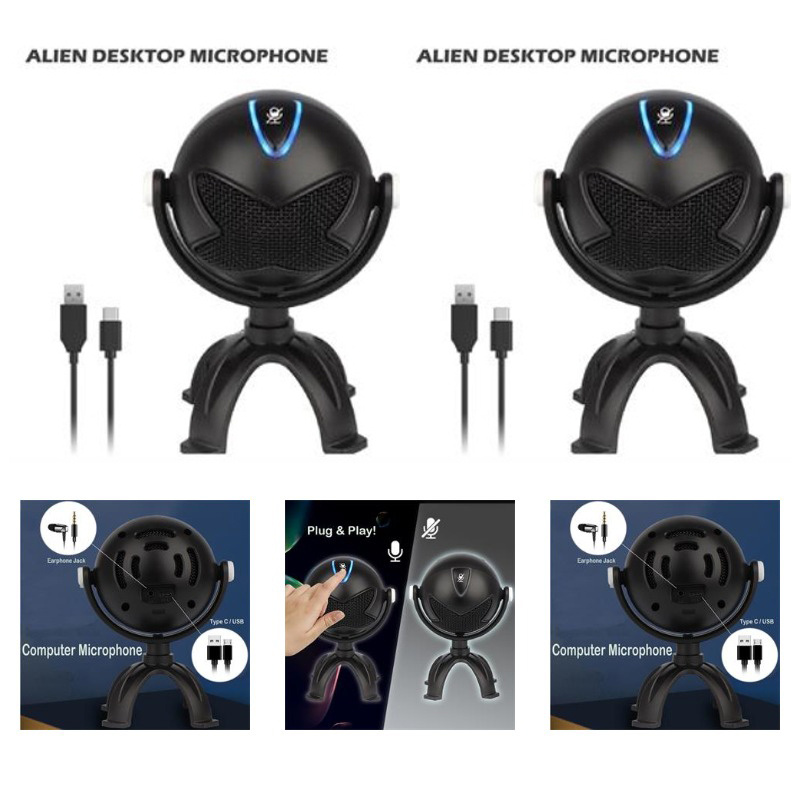 ALIEN DESKTOP MICROPHONE
ALIEN DESKTOP MICROPHONE
Earphone Jack
Type C / USB
Computer Microphone
Plug & Play!
Earphone Jack
Type C / USB
Computer Microphone